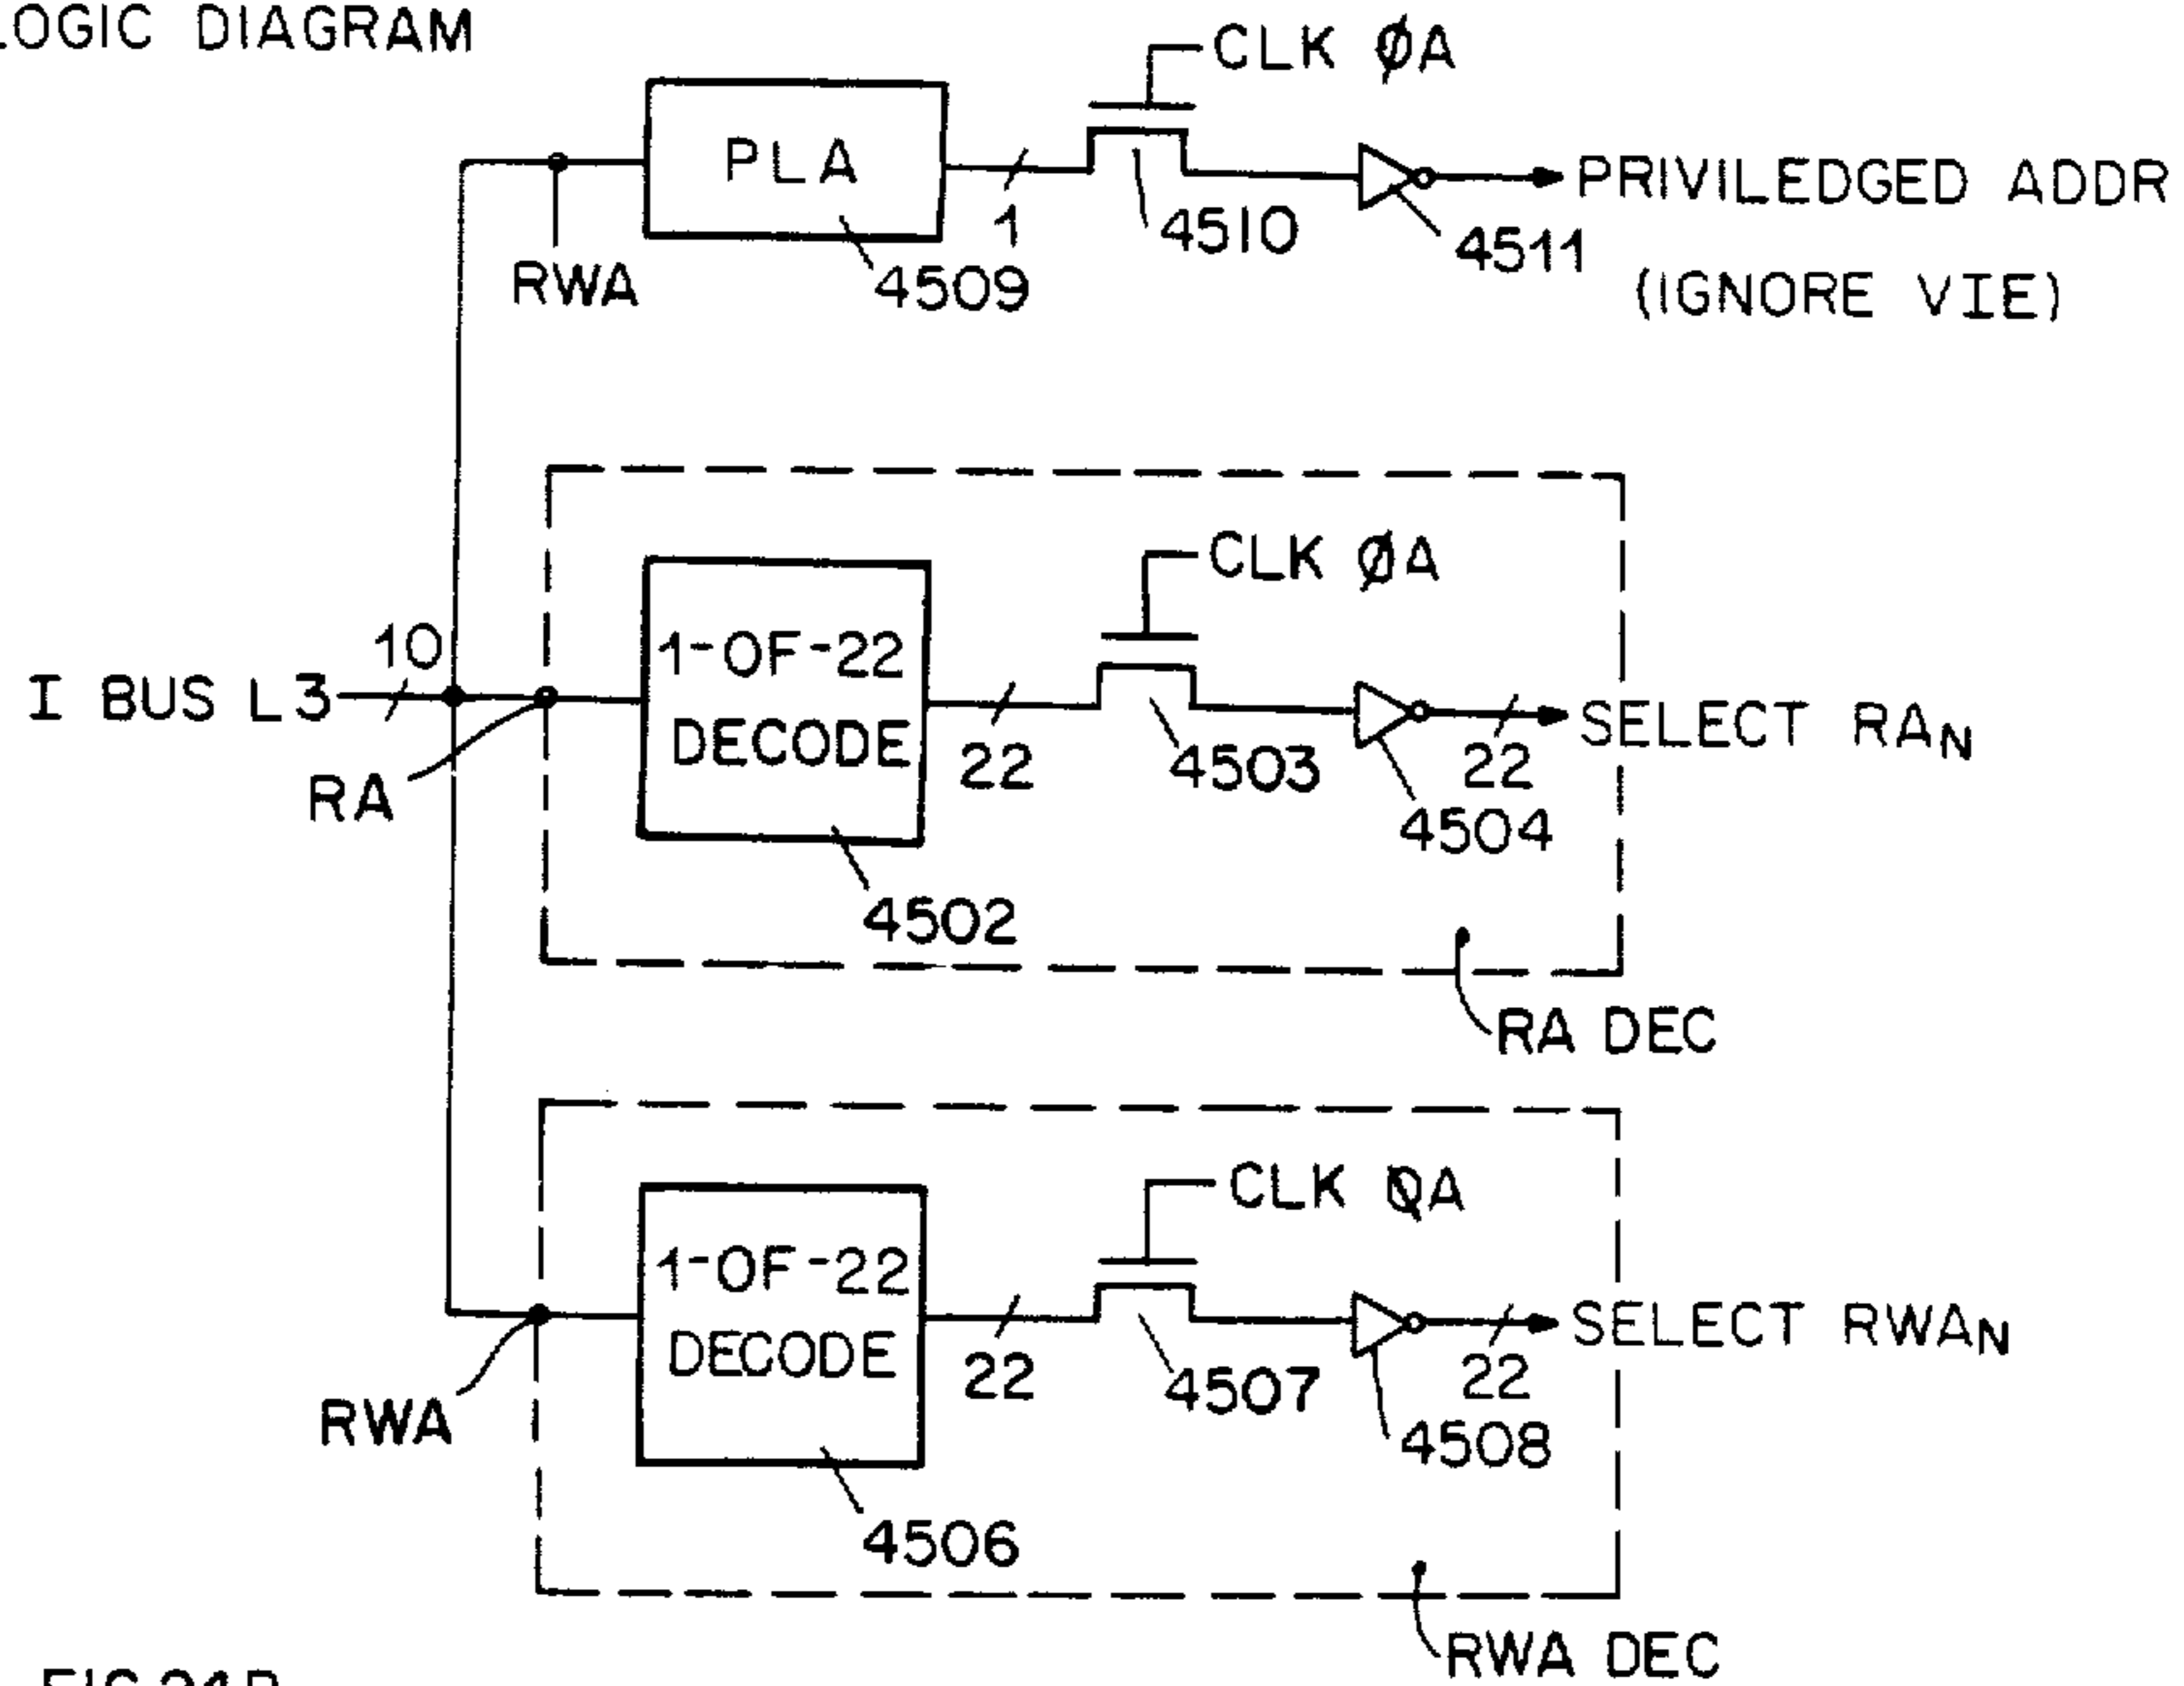 LOGIC DIAGRAM
CLK ØA
PLA
PRIVILEDGED ADDR
1
4510
4511
RWA
4509
(IGNORE VIE)
CLK ØA
10
1-OF-22
DECODE
I BUS L3
SELECT RAN
RA
22
4503
22
4504
4502
RA DEC
CLK ØA
1-OF-22
DECODE
SELECT RWAN
22
4507
22
RWA
4508
4506
RWA DEC